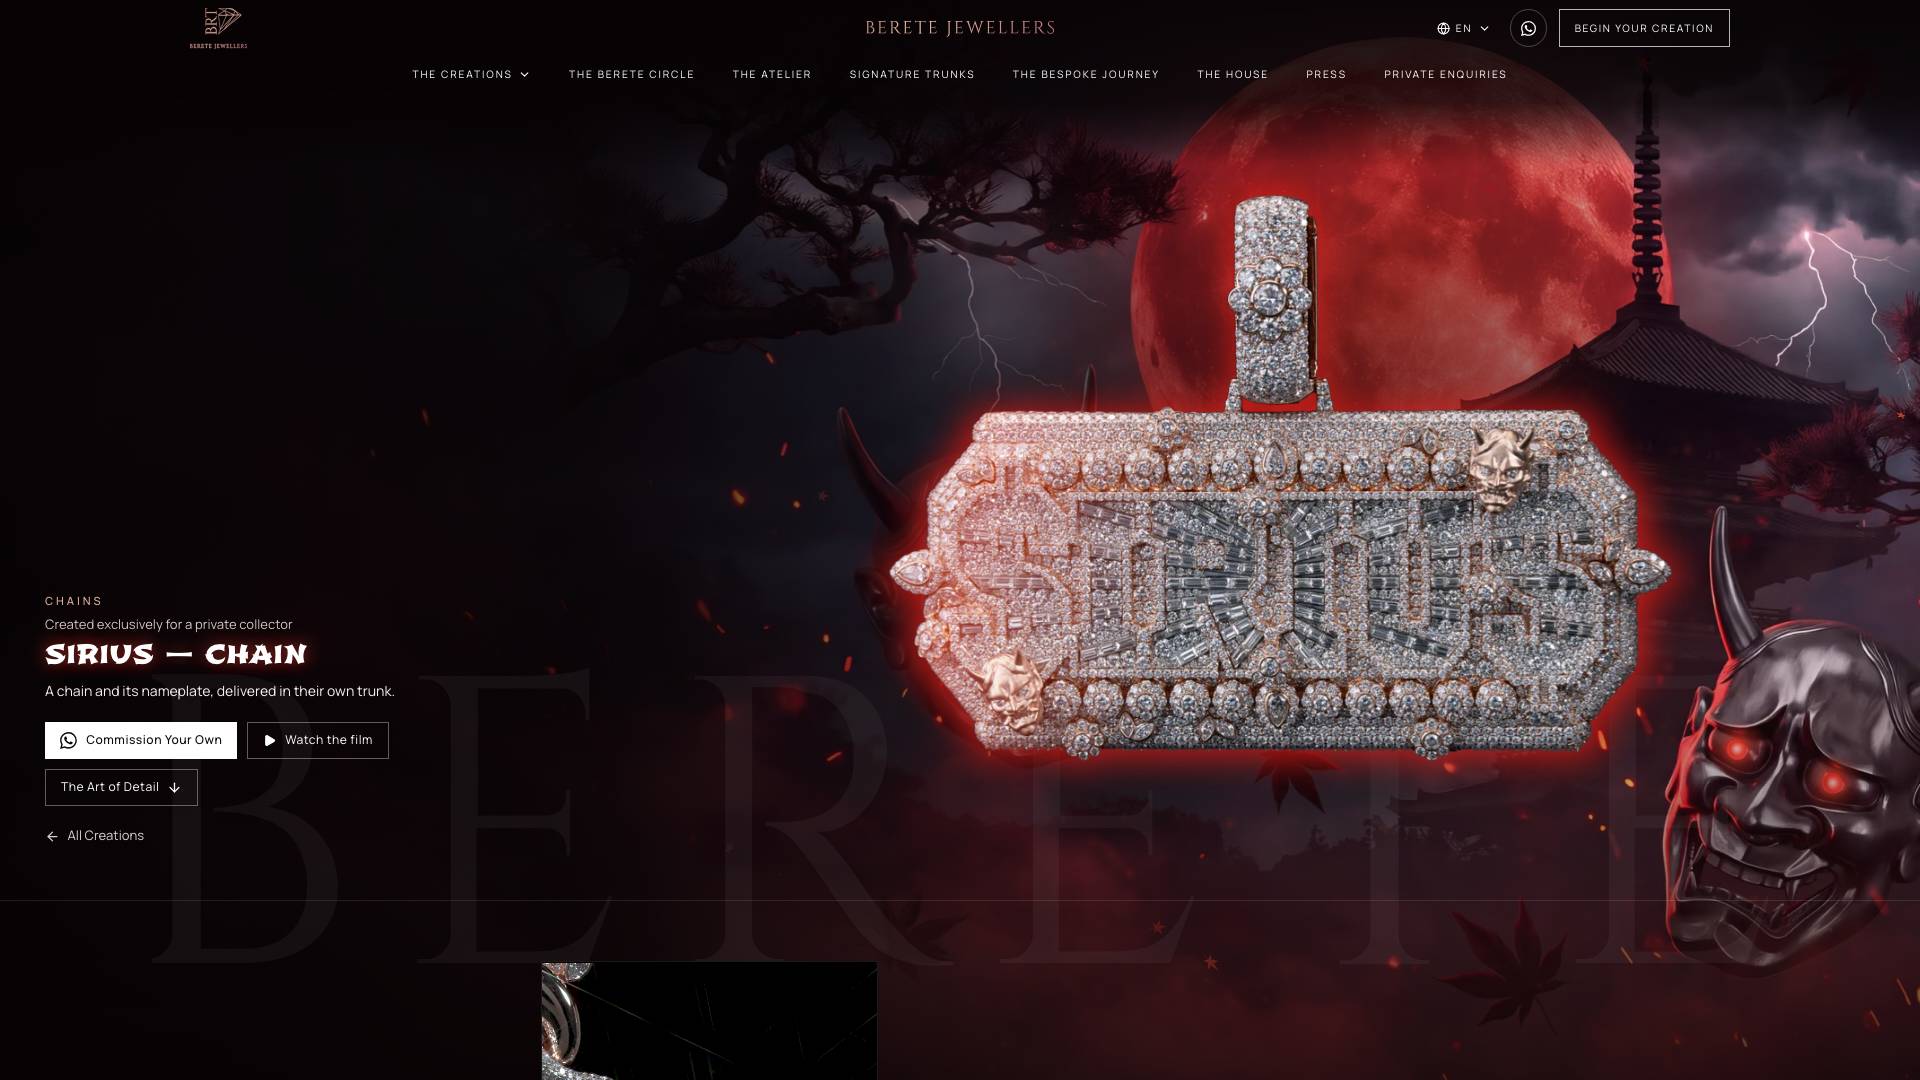 BRT
BERETE JEWELLERS
BERETE JEWELLERS
EN
BEGIN YOUR CREATION
THE CREATIONS
THE BERETE CIRCLE
THE ATELIER
SIGNATURE TRUNKS
THE BESPOKE JOURNEY
THE HOUSE
PRESS
PRIVATE ENQUIRIES
SIRIUS
CHAINS
Created exclusively for a private collector
SIRIUS — CHAIN
A chain and its nameplate, delivered in their own trunk.
Commission Your Own
Watch the film
The Art of Detail
All Creations
BERETE